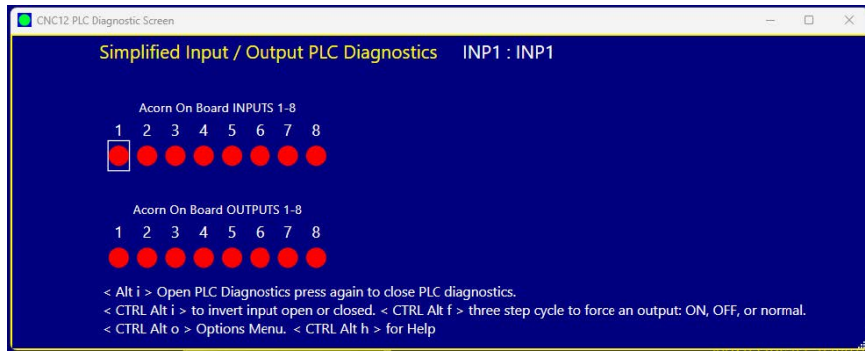 CNC12 PLC Diagnostic Screen
Simplified Input / Output PLC Diagnostics INP1 : INP1
Acorn On Board INPUTS 1-8
1 2 3 4 5 6 7 8
Acorn On Board OUTPUTS 1-8
1 2 3 4 5 6 7 8
< Alt i > Open PLC Diagnostics press again to close PLC diagnostics.
< CTRL Alt i > to invert input open or closed. < CTRL Alt f > three step cycle to force an output: ON, OFF, or normal.
< CTRL Alt o > Options Menu. < CTRL Alt h > for Help